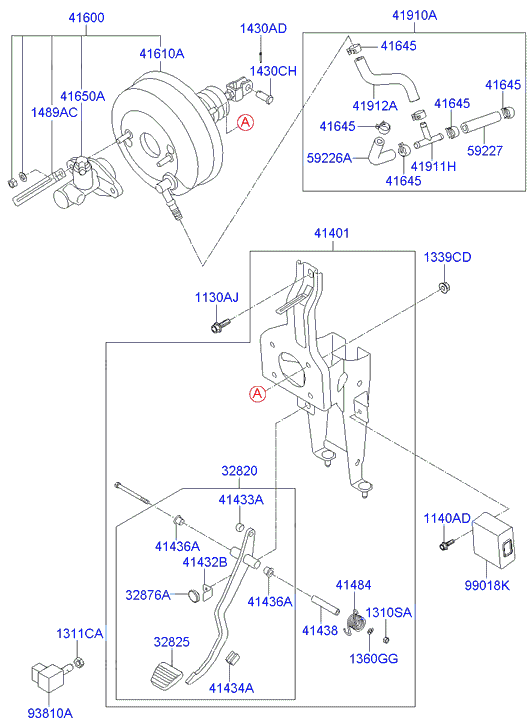 41600
1430AD
41910A
41610A
41645
1430CH
41650A
1489AC
41645
41912A
41645
A
41645
59226A
59227
41911H
41645
41401
1339CD
1130AJ
A
32820
41433A
1140AD
41436A
41432B
32876A
41436A
41484
99018K
1310SA
41438
1311CA
32825
1360GG
41434A
93810A